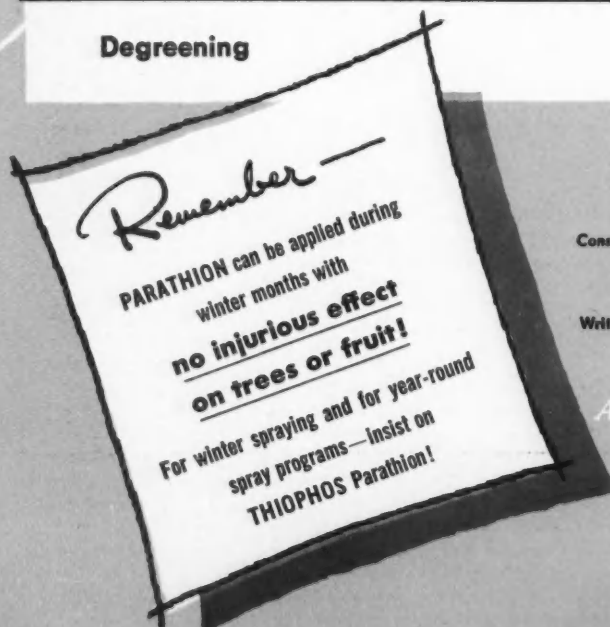 Degreening
Remember—
PARATHION can be applied during
winter months with
no injurious effect
on trees or fruit!
For winter spraying and for year-round
spray programs—insist on
THIOPHOS Parathion!